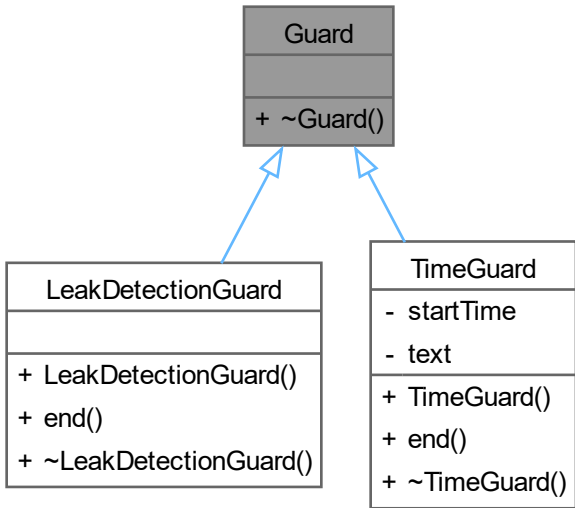 Guard
+ ~Guard()
LeakDetectionGuard
+ LeakDetectionGuard()
+ end()
+ ~LeakDetectionGuard()
TimeGuard
- startTime
- text
+ TimeGuard()
+ end()
+ ~TimeGuard()